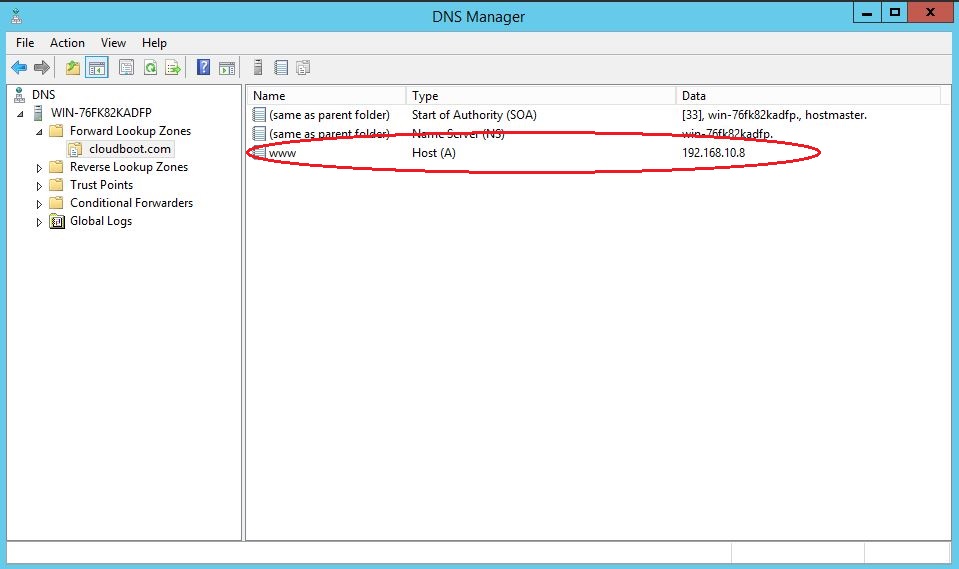 DNS Manager
File Action View Help
DNS
WIN-76FK82KADFP
Forward Lookup Zones
cloudboot.com
Reverse Lookup Zones
Trust Points
Conditional Forwarders
Global Logs
Name Type Data
(same as parent folder) Start of Authority (SOA) [33], win-76fk82kadfp., hostmaster.
(same as parent folder) Name Server (NS) win-76fk82kadfp.
www Host (A) 192.168.10.8